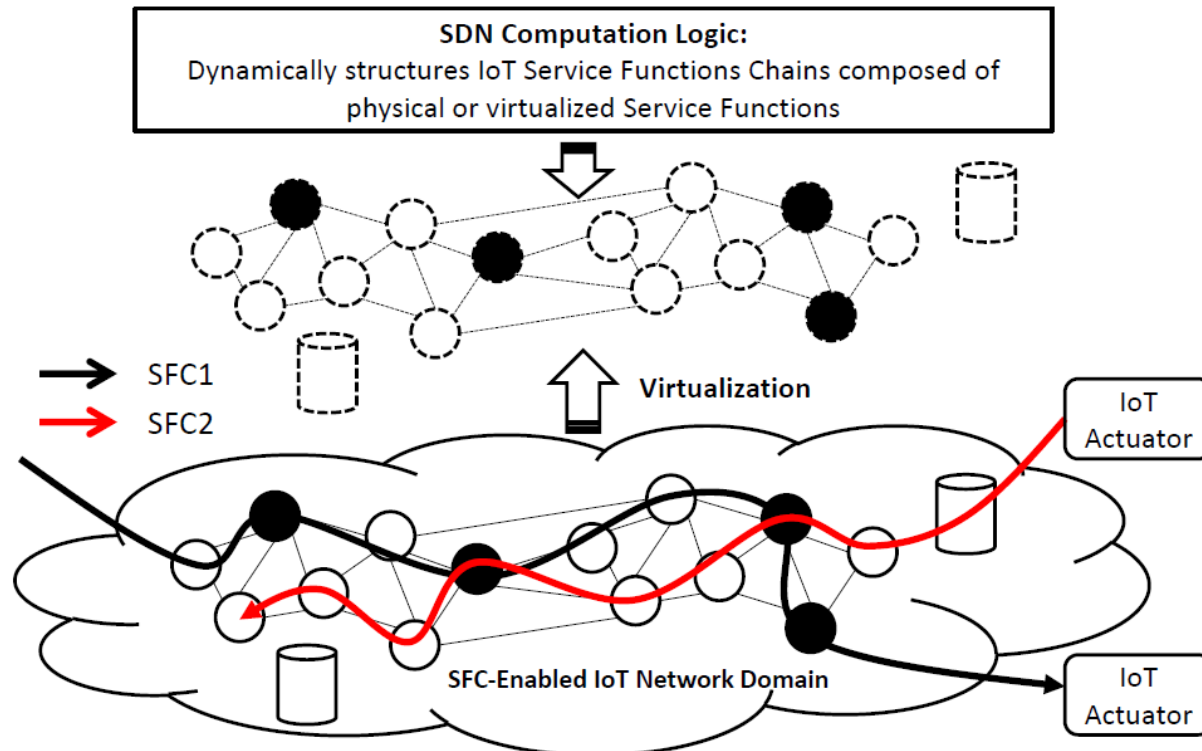 SDN Computation Logic:
Dynamically structures IoT Service Functions Chains composed of
physical or virtualized Service Functions
SFC1
SFC2
Virtualization
IoT
Actuator
SFC-Enabled IoT Network Domain
IoT
Actuator